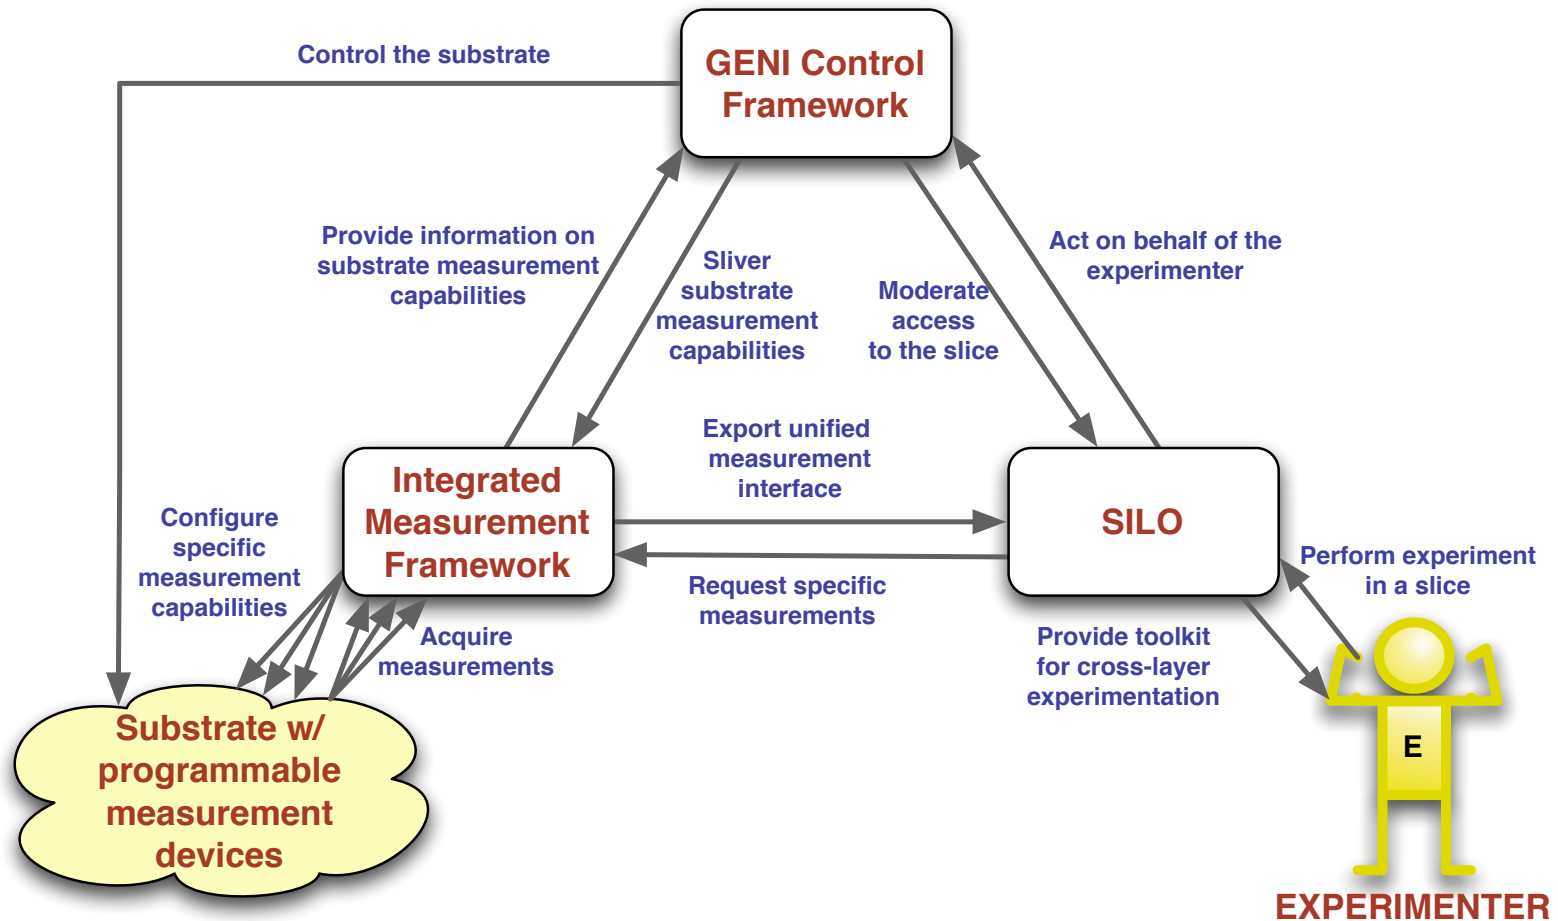 Control the substrate
GENI Control
Framework
Provide information on
substrate measurement
capabilities
Sliver
substrate
measurement
capabilities
Moderate
access
to the slice
Act on behalf of the
experimenter
Export unified
measurement
interface
Integrated
Measurement
Framework
SILO
Configure
specific
measurement
capabilities
Request specific
measurements
Perform experiment
in a slice
Acquire
measurements
Provide toolkit
for cross-layer
experimentation
Substrate w/
programmable
measurement
devices
E
EXPERIMENTER